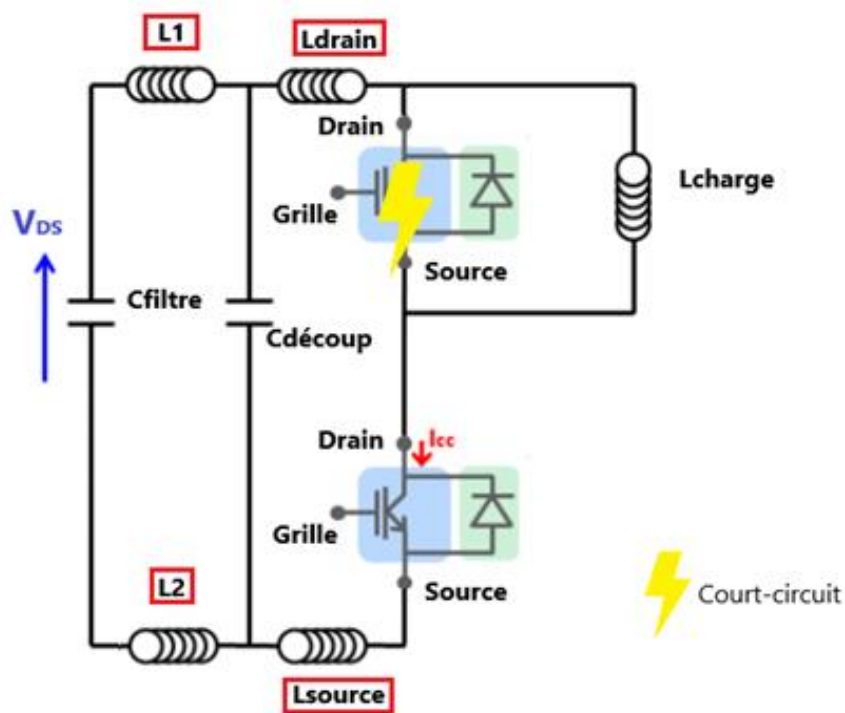 L1
Ldrain
Drain
Grille
Lcharge
VDS
Source
Cfiltre
Cdécoup
Drain
Icc
Grille
L2
Source
Court-circuit
Lsource